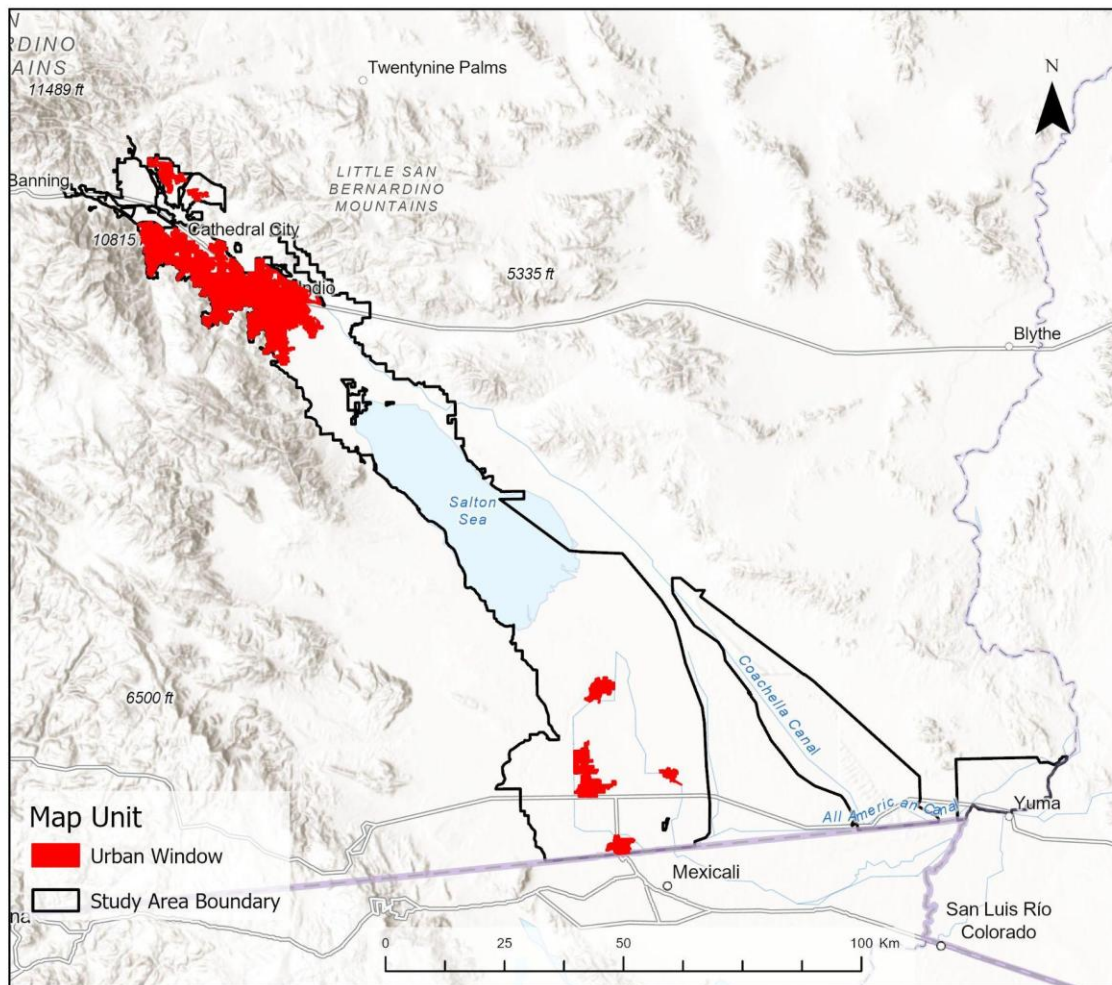 N
RDINO
AINS
11489 ft
Twentynine Palms
N
LITTLE SAN
BERNARDINO
MOUNTAINS
Banning
Cathedral City
10815
5335 ft
ndio
Blythe
Salton
Sea
6500 ft
Coachella Canal
All American Canal
Yuma
Map Unit
Urban Window
Study Area Boundary
Mexicali
San Luis Río
Colorado
na
0 25 50 100 Km